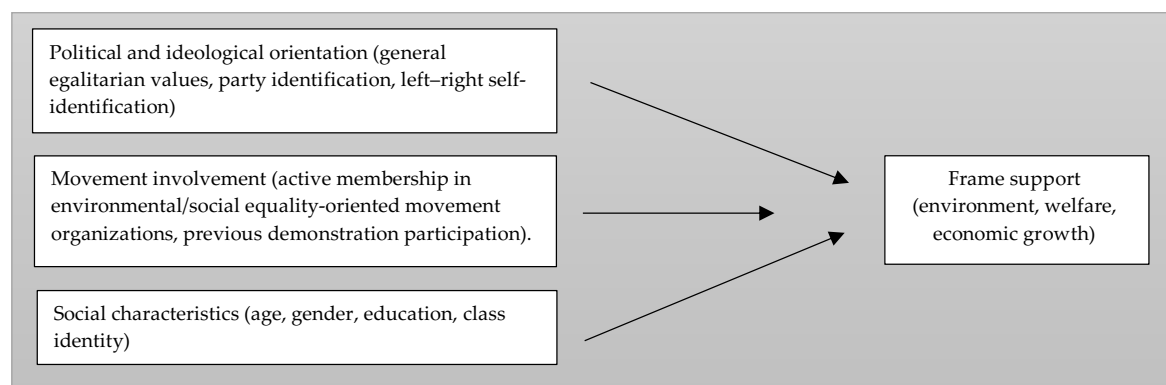 Political and ideological orientation (general
egalitarian values, party identification, left–right self-
identification)
Movement involvement (active membership in
environmental/social equality-oriented movement
organizations, previous demonstration participation).
Social characteristics (age, gender, education, class
identity)
Frame support
(environment, welfare,
economic growth)